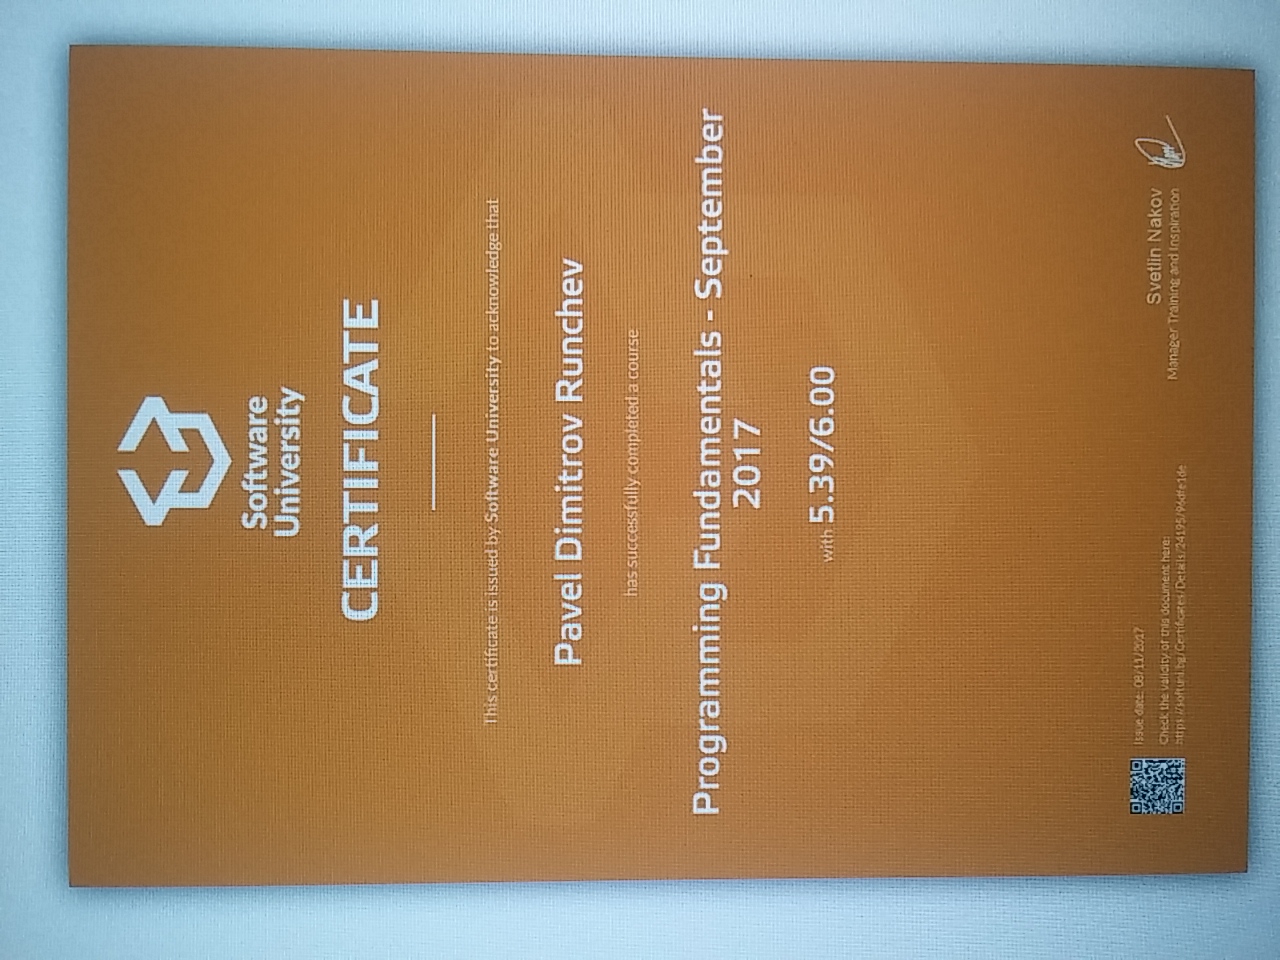 Software
University
CERTIFICATE
This certificate is issued by Software University to acknowledge that
Pavel Dimitrov Runchev
has successfully completed a course
Programming Fundamentals - September
2017
with 5.39/6.00
Issue date: 08/11/2017
Check the validity of this document here:
https://softuni.bg/Certificates/Details/24195/96dfe1de
Svetlin Nakov
Manager Training and Inspiration